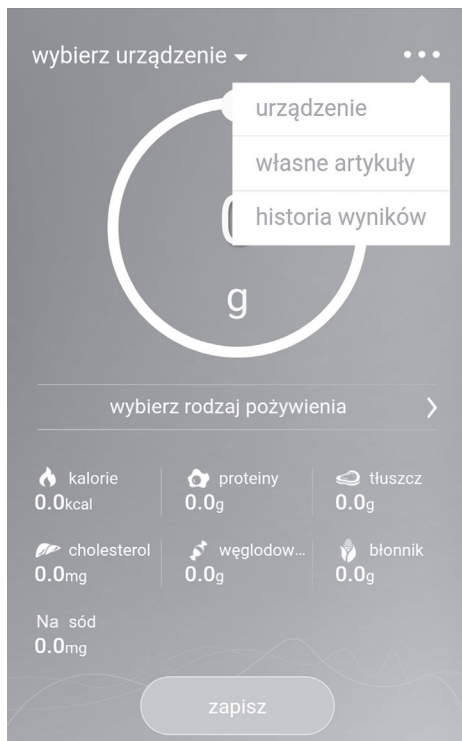 wybierz urządzenie
urządzenie
własne artykuły
historia wyników
0
g
wybierz rodzaj pożywienia
kalorie proteiny tłuszcz
0.0kcal 0.0g 0.0g
cholesterol węglodow... błonnik
0.0mg 0.0g 0.0g
Na sód
0.0mg
zapisz